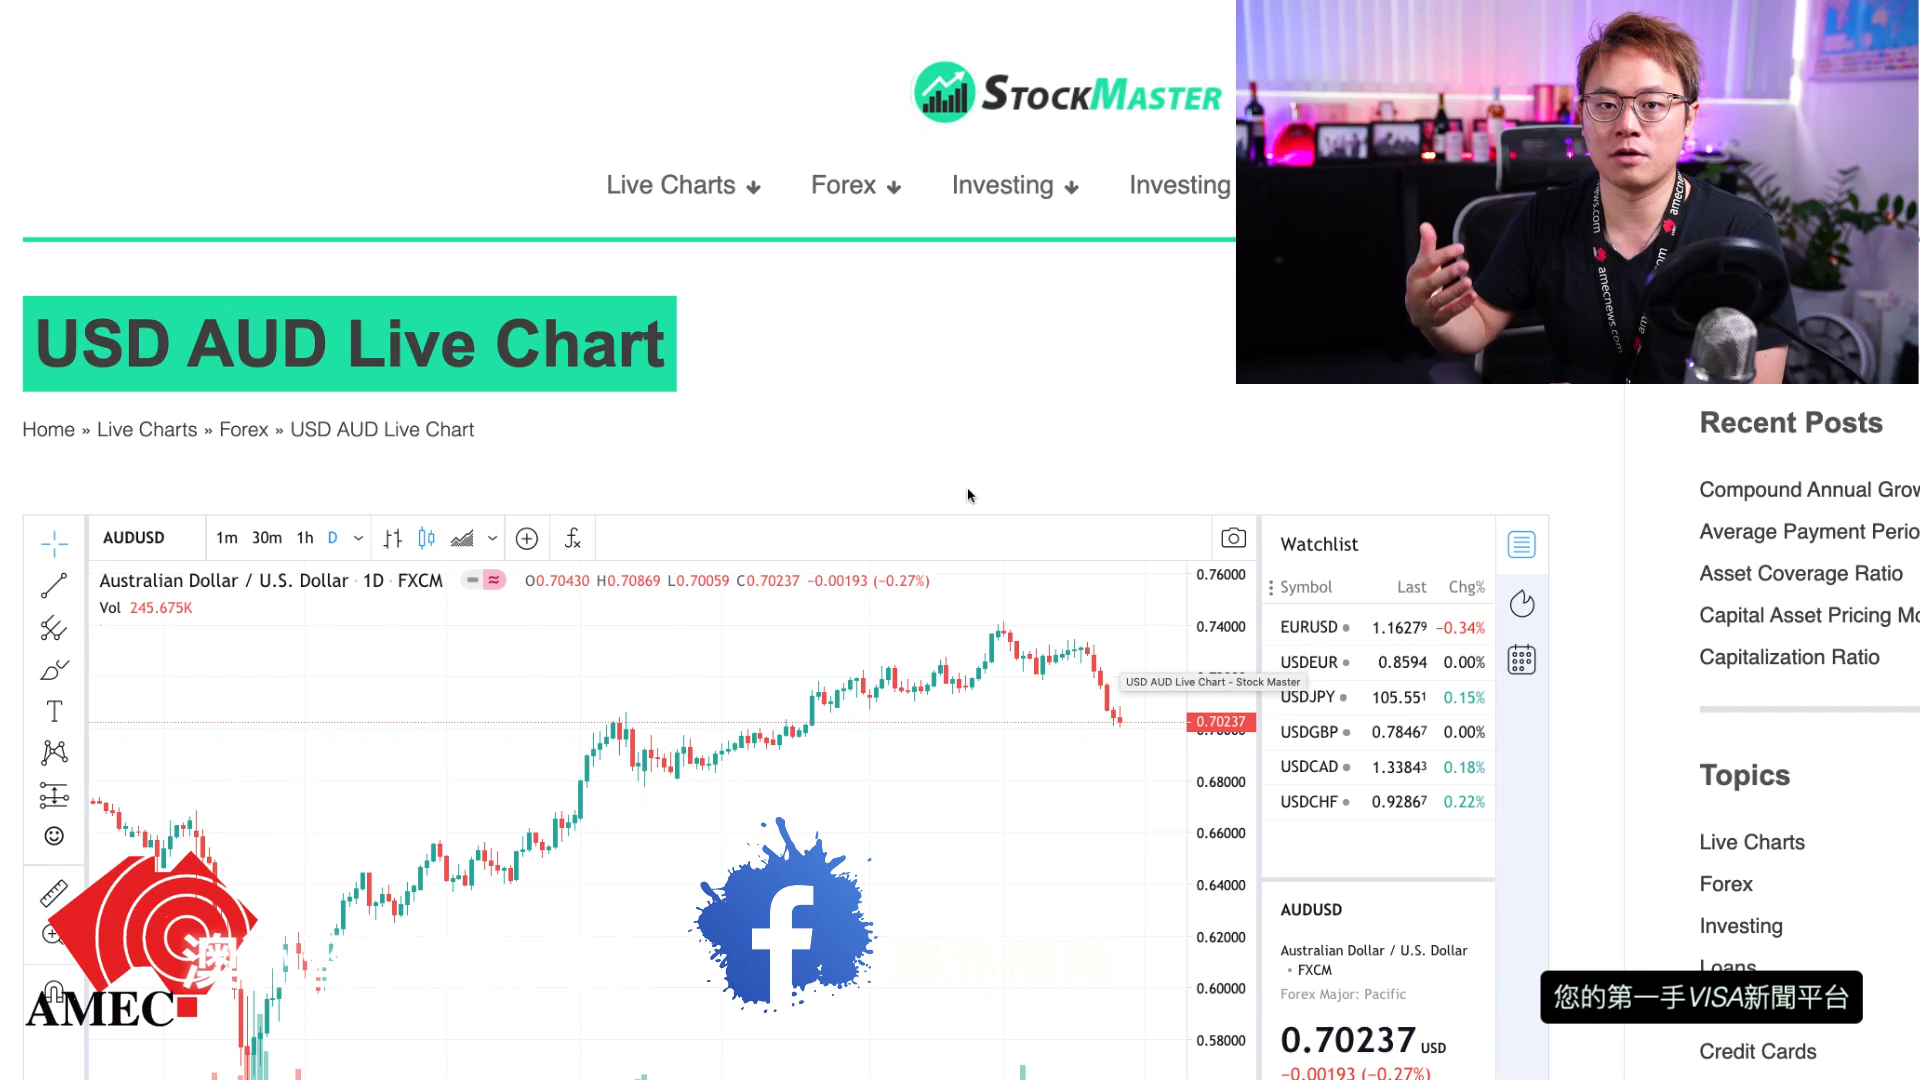 STOCKMASTER
Live Charts
Forex
Investing
Investing
USD AUD Live Chart
Home » Live Charts » Forex » USD AUD Live Chart
AUDUSD
1m 30m 1h D
Australian Dollar / U.S. Dollar · 1D · FXCM
O0.70430 H0.70869 L0.70059 C0.70237 −0.00193 (−0.27%)
Vol 245.675K
0.76000
0.74000
0.70237
0.68000
0.66000
0.64000
0.62000
0.60000
0.58000
USD AUD Live Chart - Stock Master
Watchlist
Symbol Last Chg%
EURUSD 1.16279 −0.34%
USDEUR 0.8594 0.00%
USDJPY 105.551 0.15%
USDGBP 0.78467 0.00%
USDCAD 1.33843 0.18%
USDCHF 0.92867 0.22%
AUDUSD
Australian Dollar / U.S. Dollar
FXCM
Forex Major: Pacific
0.70237 USD
−0.00193 (−0.27%)
Recent Posts
Compound Annual Grow
Average Payment Perio
Asset Coverage Ratio
Capital Asset Pricing Mo
Capitalization Ratio
Topics
Live Charts
Forex
Investing
Loans
Credit Cards
您的第一手VISA新聞平台
澳
AMEC
f
amecnews.com
amecnew